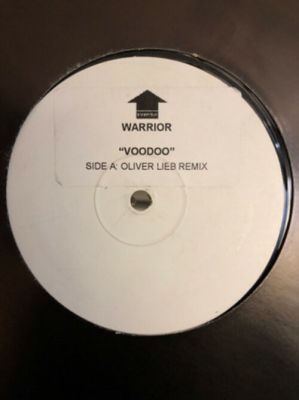 WARRIOR
"VOODOO"
SIDE A: OLIVER LIEB REMIX